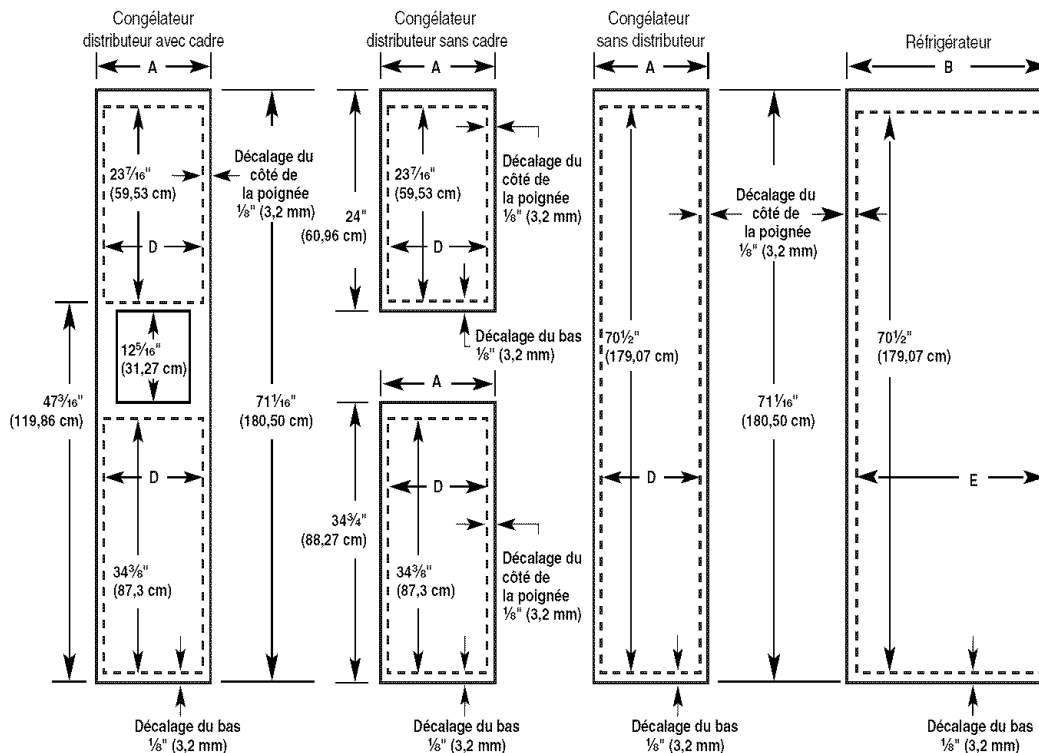 Congélateur
distributeur avec cadre
A
23⁷⁄₁₆"
(59,53 cm)
D
Décalage du
côté de
la poignée
⅛" (3,2 mm)
12⁵⁄₁₆"
(31,27 cm)
47³⁄₁₆"
(119,86 cm)
71¹⁄₁₆"
(180,50 cm)
D
34⅜"
(87,3 cm)
Décalage du bas
⅛" (3,2 mm)
Congélateur
distributeur sans cadre
A
23⁷⁄₁₆"
(59,53 cm)
24"
(60,96 cm)
D
Décalage du
côté de
la poignée
⅛" (3,2 mm)
Décalage du bas
⅛" (3,2 mm)
A
D
34¾"
(88,27 cm)
34⅜"
(87,3 cm)
Décalage du
côté de
la poignée
⅛" (3,2 mm)
Décalage du bas
⅛" (3,2 mm)
Congélateur
sans distributeur
A
70½"
(179,07 cm)
D
Décalage du bas
⅛" (3,2 mm)
Décalage du
côté de
la poignée
⅛" (3,2 mm)
71¹⁄₁₆"
(180,50 cm)
Réfrigérateur
B
70½"
(179,07 cm)
E
Décalage du bas
⅛" (3,2 mm)